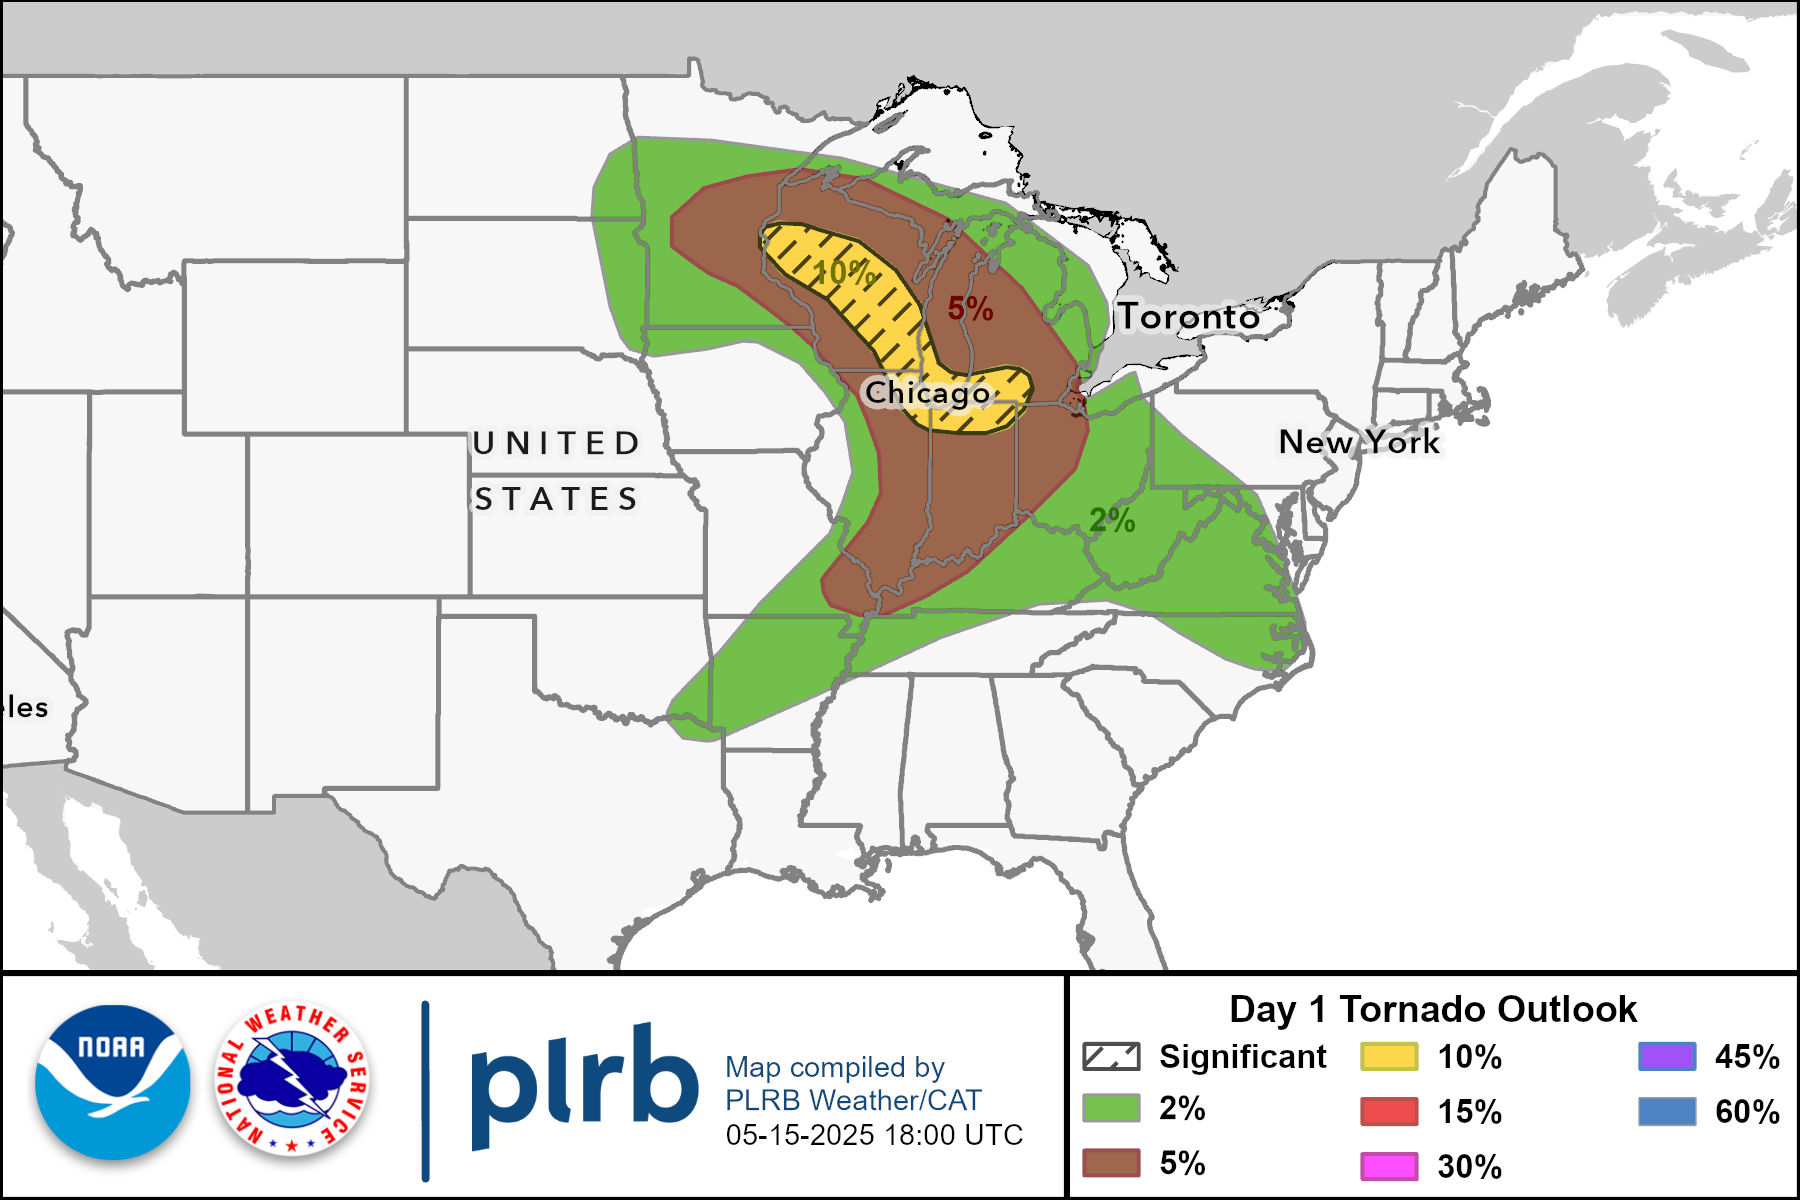 10%
5%
Toronto
Chicago
UNITED
New York
STATES
2%
les
NOAA
NATIONAL WEATHER SERVICE
plrb
Map compiled by
PLRB Weather/CAT
05-15-2025 18:00 UTC
Day 1 Tornado Outlook
Significant
10%
45%
2%
15%
60%
5%
30%